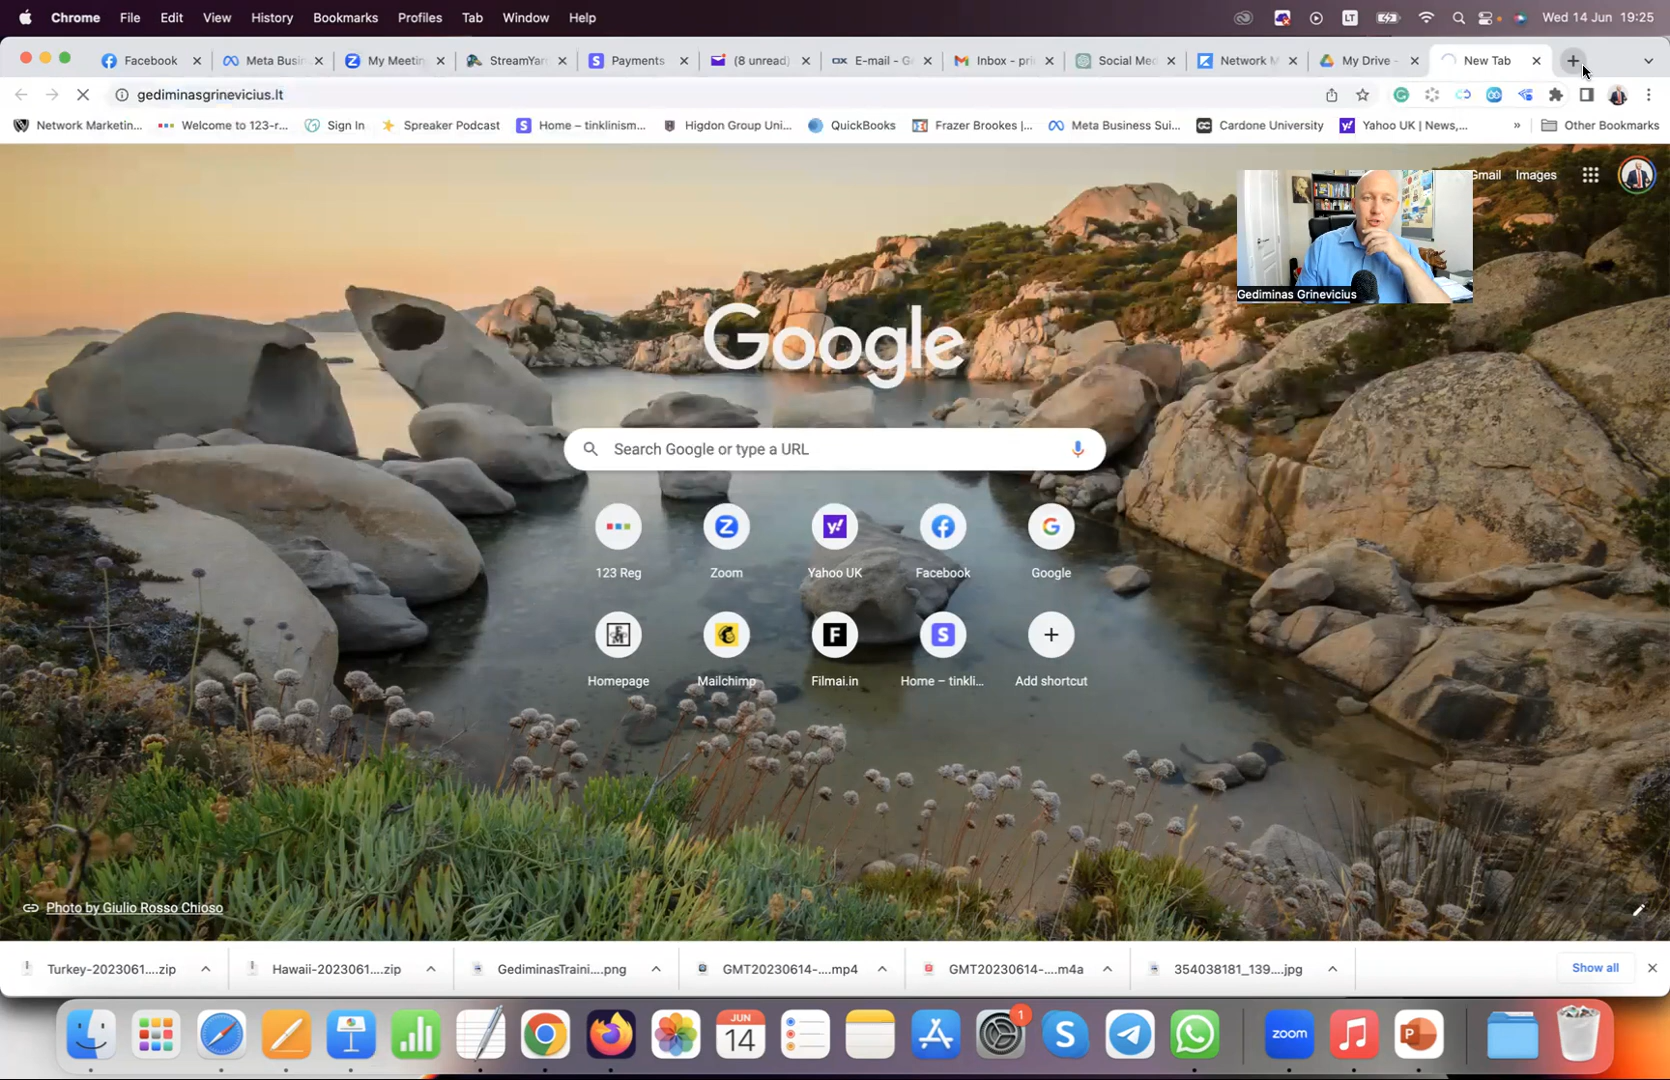 Chrome File Edit View History Bookmarks Profiles Tab Window Help LT Wed 14 Jun 19:25
Facebook Meta Busin My Meetin StreamYar Payments (8 unread) E-mail - G Inbox - pri Social Med Network M My Drive - New Tab
gediminasgrinevicius.lt
Network Marketin... Welcome to 123-r... Sign In Spreaker Podcast Home – tinklinism... Higdon Group Uni... QuickBooks Frazer Brookes |... Meta Business Sui... Cardone University Yahoo UK | News,... » Other Bookmarks
Gmail Images
Gediminas Grinevicius
Google
Search Google or type a URL
123 Reg Zoom Yahoo UK Facebook Google
Homepage Mailchimp Filmai.in Home – tinkli... Add shortcut
Photo by Giulio Rosso Chioso
Turkey-2023061....zip Hawaii-2023061....zip GediminasTraini....png GMT20230614-....mp4 GMT20230614-....m4a 354038181_139....jpg Show all
JUN
14
1
zoom